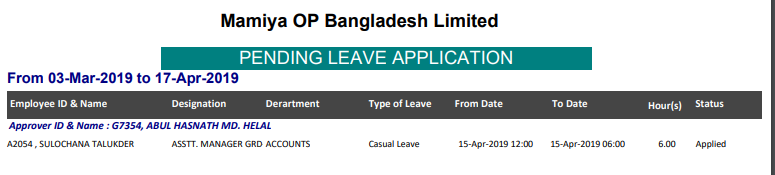 Mamiya OP Bangladesh Limited
PENDING LEAVE APPLICATION
From 03-Mar-2019 to 17-Apr-2019
Employee ID & Name Designation Derartment Type of Leave From Date To Date Hour(s) Status
Approver ID & Name : G7354, ABUL HASNATH MD. HELAL
A2054 , SULOCHANA TALUKDER ASSTT. MANAGER GRD ACCOUNTS Casual Leave 15-Apr-2019 12:00 15-Apr-2019 06:00 6.00 Applied